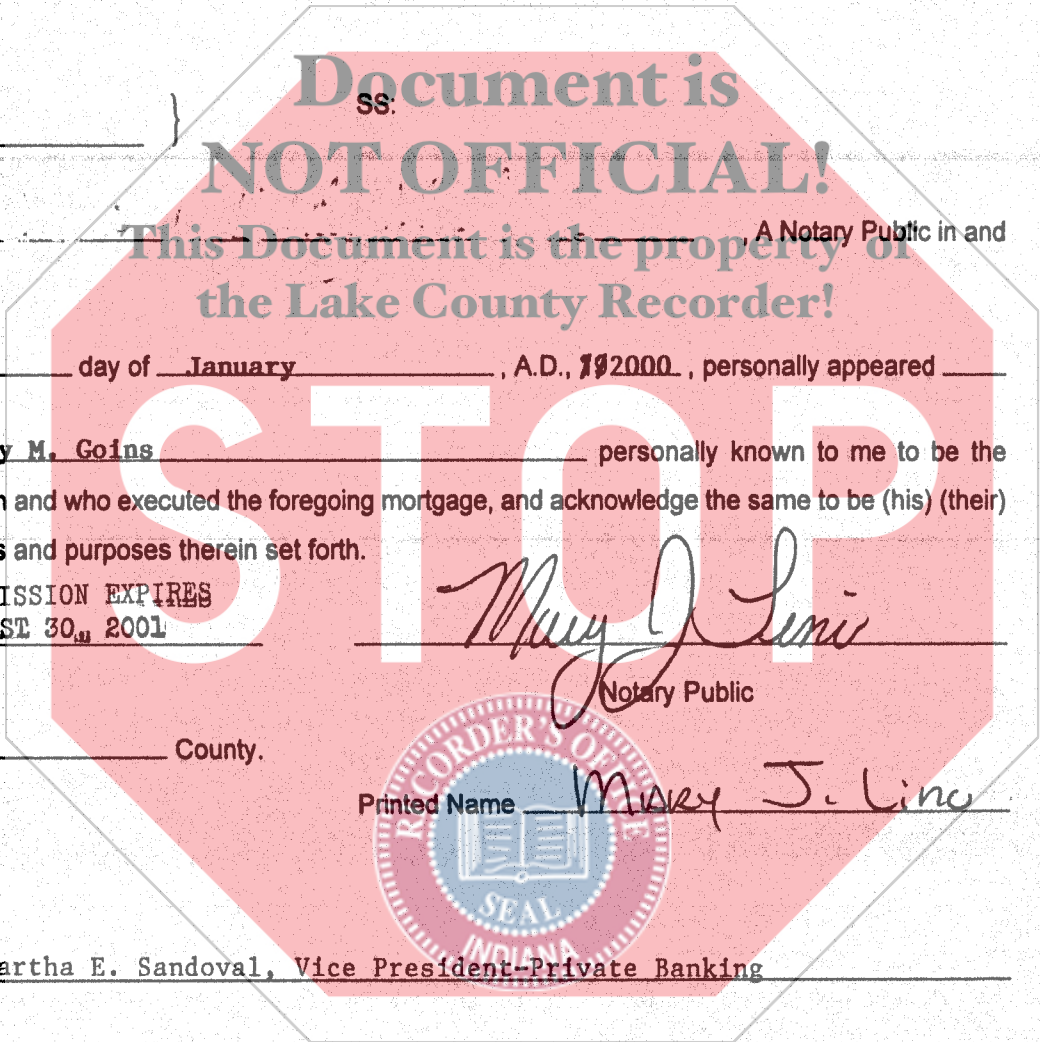 Document is
SS:
NOT OFFICIAL!
, A Notary Public in and
This Document is the property of
the Lake County Recorder!
day of January , A.D., 192000 , personally appeared
STOP
y M. Goins personally known to me to be the
and who executed the foregoing mortgage, and acknowledge the same to be (his) (their)
s and purposes therein set forth.
ISSION EXPIRES
ST 30, 2001
Mary J
Notary Public
County.
RECORDER'S OFFICE
Printed Name Mary J.
SEAL
INDIANA
artha E. Sandoval, Vice President-Private Banking